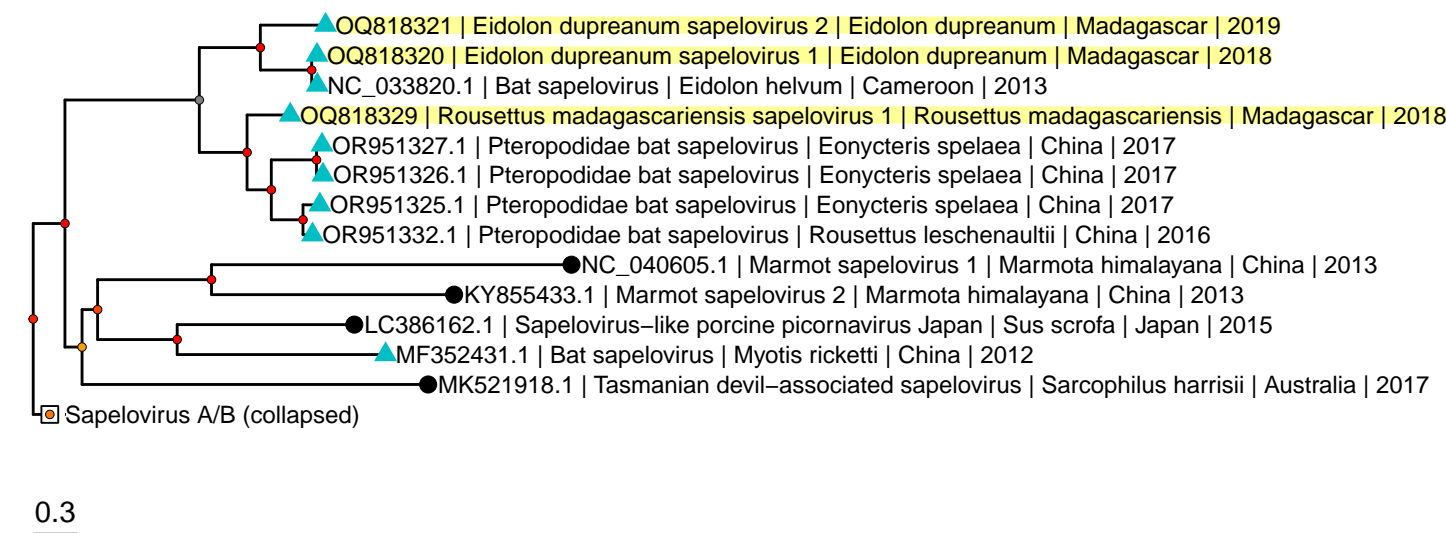 OQ818321 | Eidolon dupreanum sapelovirus 2 | Eidolon dupreanum | Madagascar | 2019
OQ818320 | Eidolon dupreanum sapelovirus 1 | Eidolon dupreanum | Madagascar | 2018
NC_033820.1 | Bat sapelovirus | Eidolon helvum | Cameroon | 2013
OQ818329 | Rousettus madagascariensis sapelovirus 1 | Rousettus madagascariensis | Madagascar | 2018
OR951327.1 | Pteropodidae bat sapelovirus | Eonycteris spelaea | China | 2017
OR951326.1 | Pteropodidae bat sapelovirus | Eonycteris spelaea | China | 2017
OR951325.1 | Pteropodidae bat sapelovirus | Eonycteris spelaea | China | 2017
OR951332.1 | Pteropodidae bat sapelovirus | Rousettus leschenaultii | China | 2016
NC_040605.1 | Marmot sapelovirus 1 | Marmota himalayana | China | 2013
KY855433.1 | Marmot sapelovirus 2 | Marmota himalayana | China | 2013
LC386162.1 | Sapelovirus−like porcine picornavirus Japan | Sus scrofa | Japan | 2015
MF352431.1 | Bat sapelovirus | Myotis ricketti | China | 2012
MK521918.1 | Tasmanian devil−associated sapelovirus | Sarcophilus harrisii | Australia | 2017
Sapelovirus A/B (collapsed)
0.3